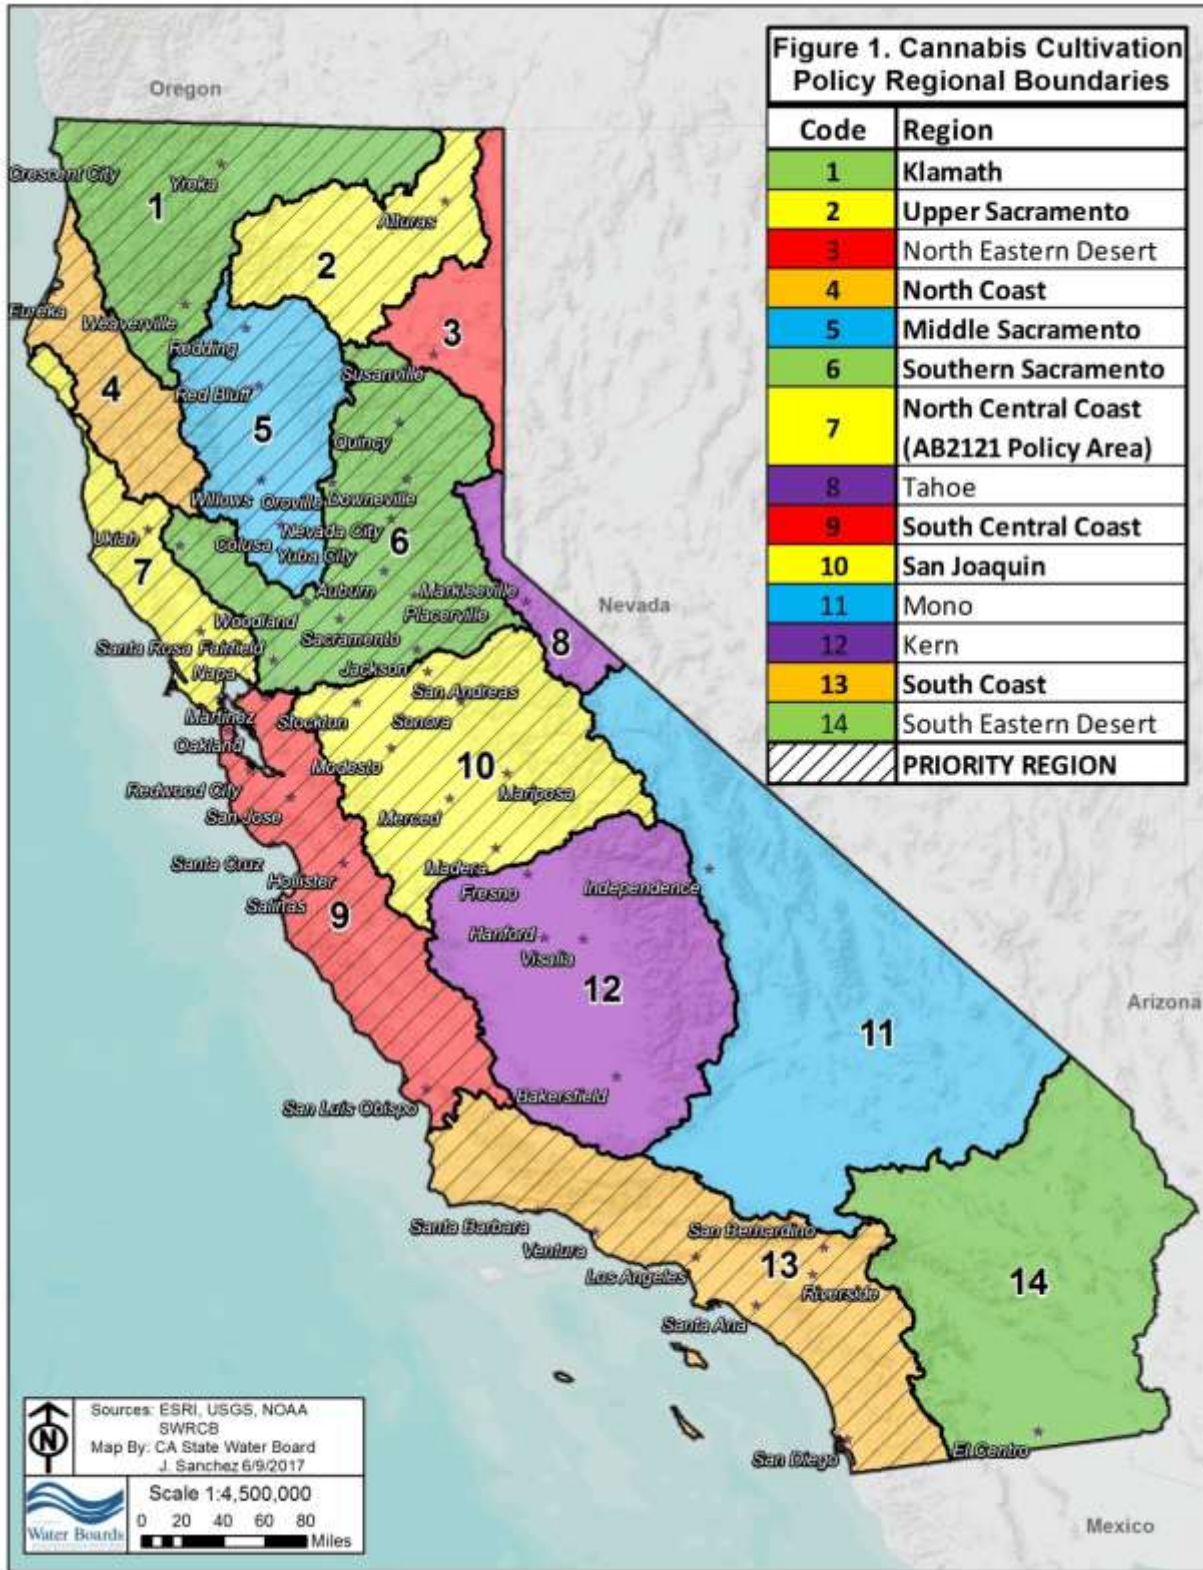 Figure 1. Cannabis Cultivation
Policy Regional Boundaries
Code Region
1 Klamath
2 Upper Sacramento
3 North Eastern Desert
4 North Coast
5 Middle Sacramento
6 Southern Sacramento
7 North Central Coast
(AB2121 Policy Area)
8 Tahoe
9 South Central Coast
10 San Joaquin
11 Mono
12 Kern
13 South Coast
14 South Eastern Desert
PRIORITY REGION
Oregon
Crescent City
Yreka
1
Alturas
2
Eureka
Weaverville
Redding
3
Susanville
4
Red Bluff
5
Quincy
Willows
Oroville
Downeville
Ukiah
Colusa
Nevada City
Yuba City
6
7
Auburn
Markleeville
Nevada
Woodland
Placerville
Sacramento
8
Santa Rosa
Fairfield
Jackson
Napa
San Andreas
Martinez
Stockton
Sonora
Oakland
Modesto
10
Redwood City
Mariposa
San Jose
Merced
Santa Cruz
Madera
Hollister
Fresno
Independence
Salinas
9
Hanford
Visalia
12
Arizona
11
Bakersfield
San Luis Obispo
Santa Barbara
San Bernardino
Ventura
Los Angeles
13
14
Riverside
Santa Ana
San Diego
El Centro
Mexico
N
Sources: ESRI, USGS, NOAA
SWRCB
Map By: CA State Water Board
J. Sanchez 6/9/2017
Water Boards
Scale 1:4,500,000
0 20 40 60 80
Miles